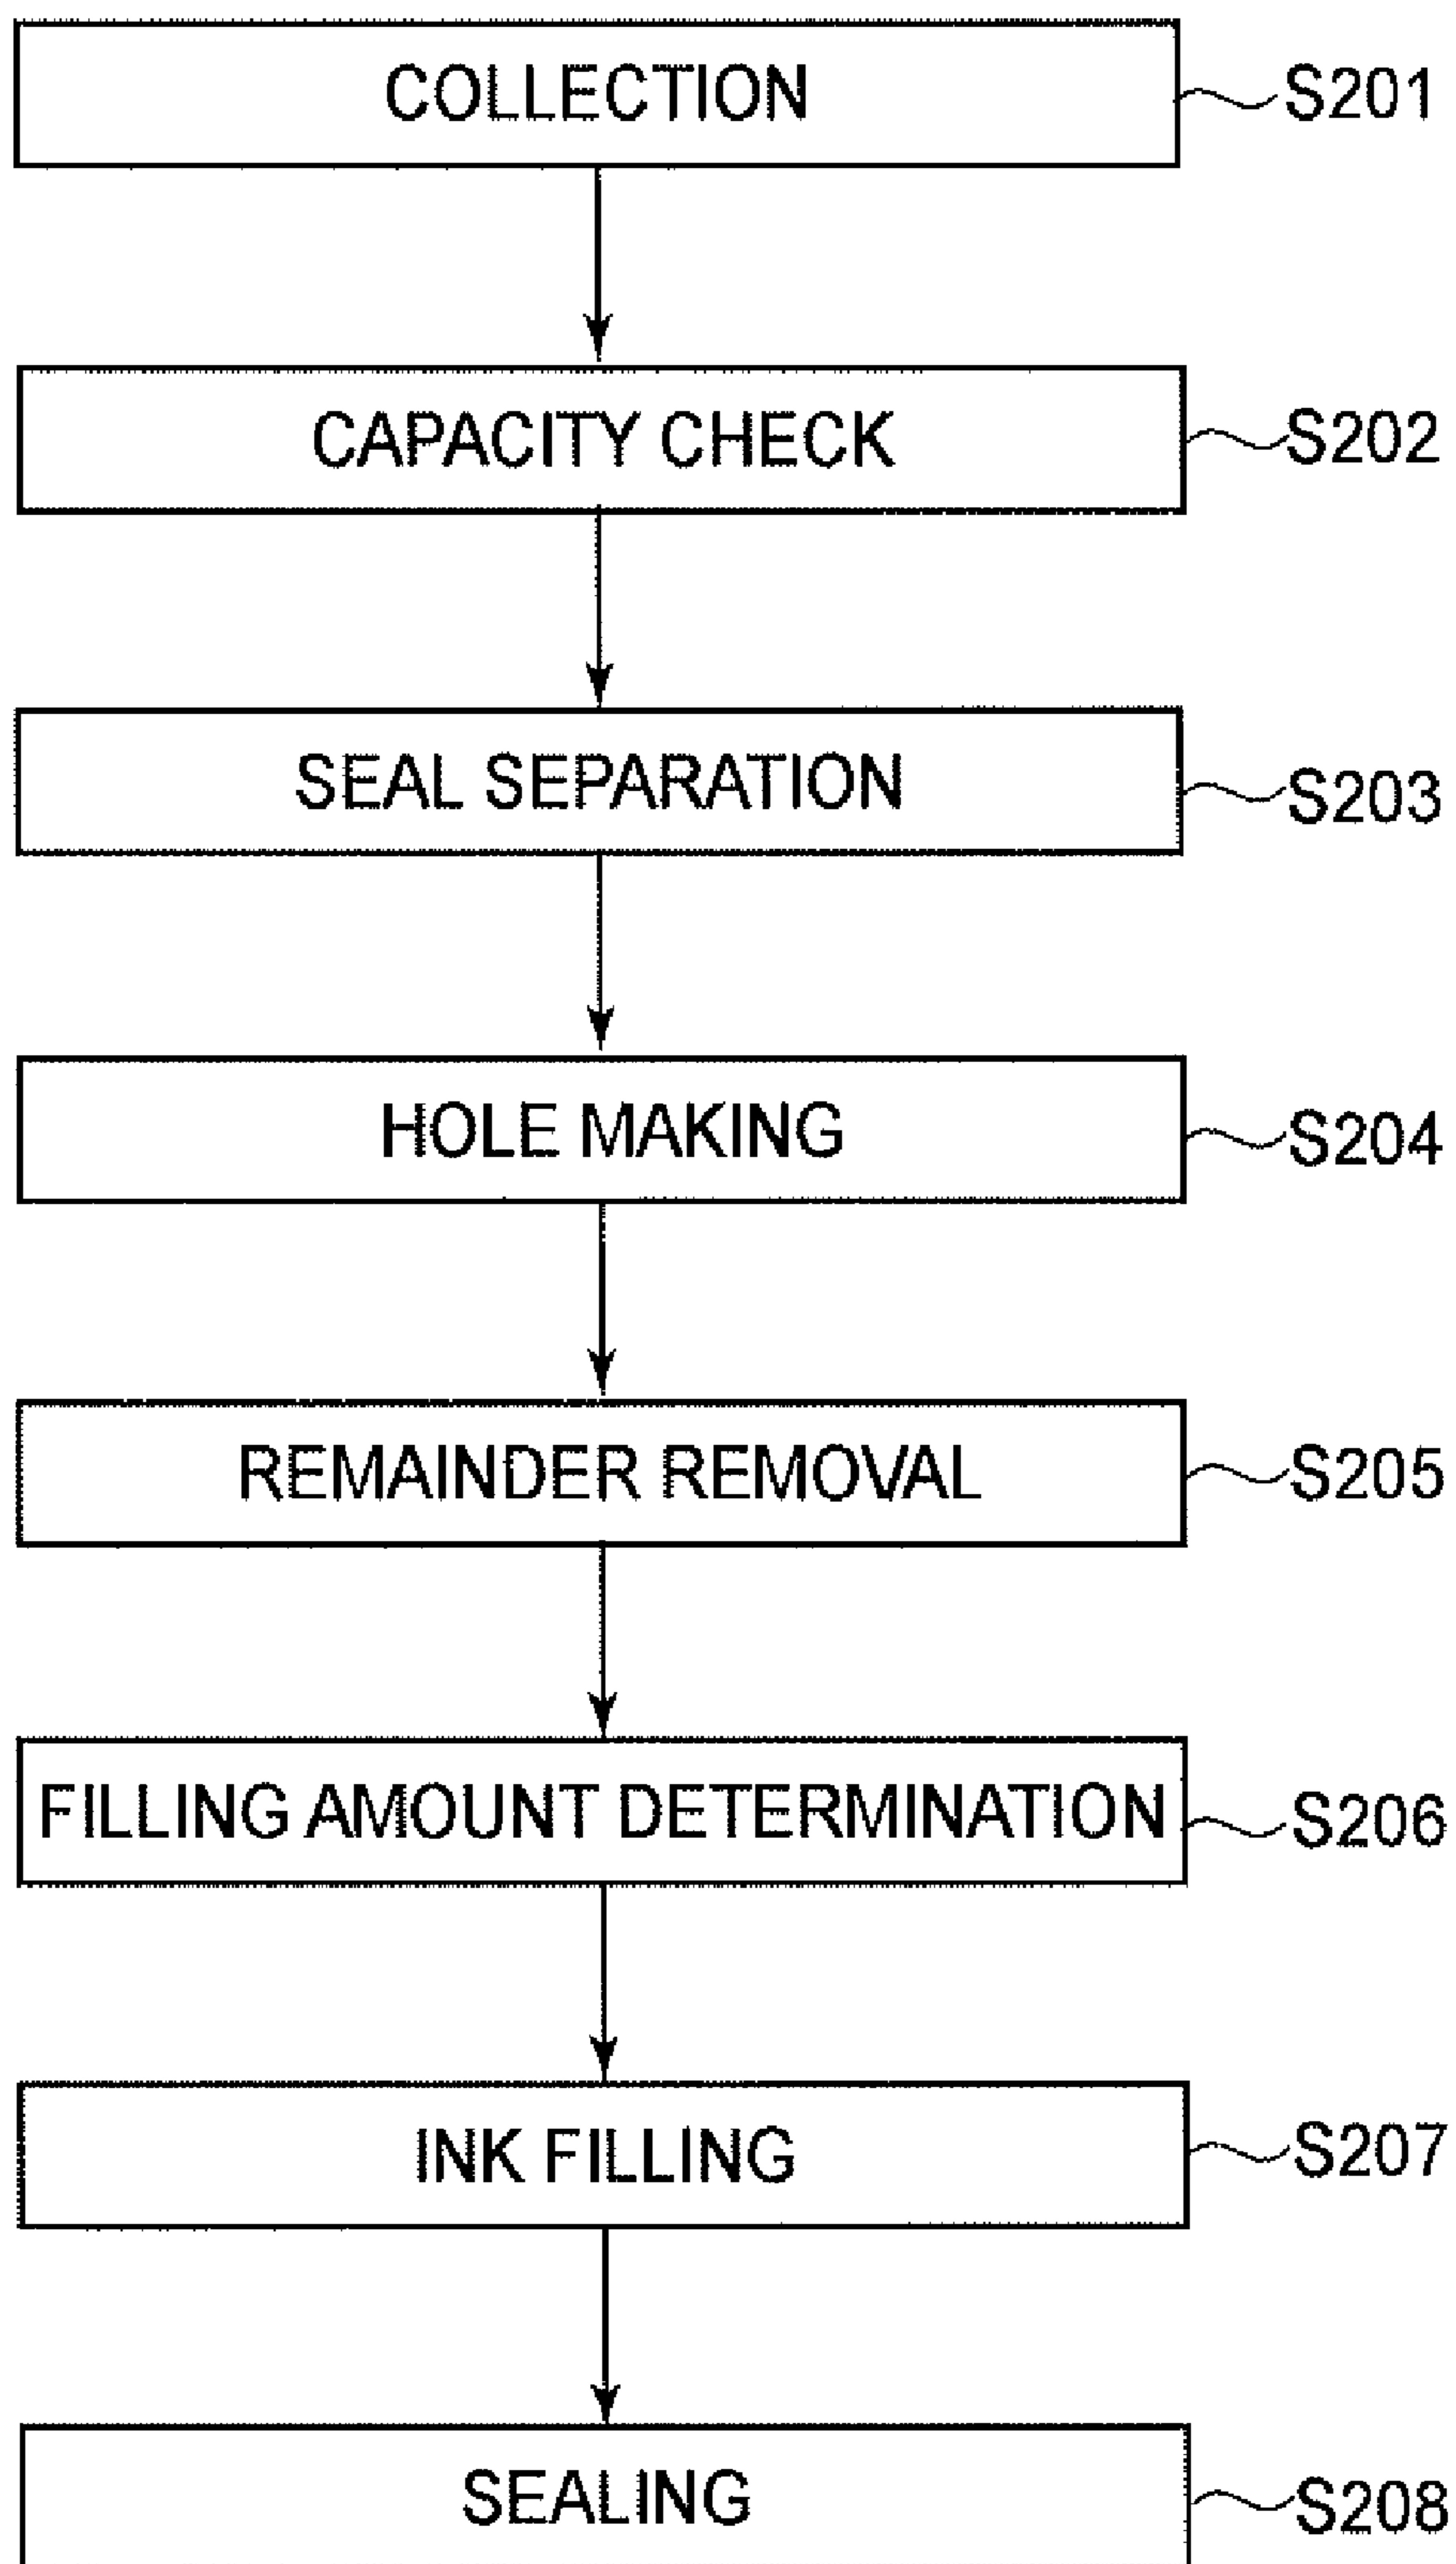 COLLECTION S201
CAPACITY CHECK S202
SEAL SEPARATION S203
HOLE MAKING S204
REMAINDER REMOVAL S205
FILLING AMOUNT DETERMINATION S206
INK FILLING S207
SEALING S208